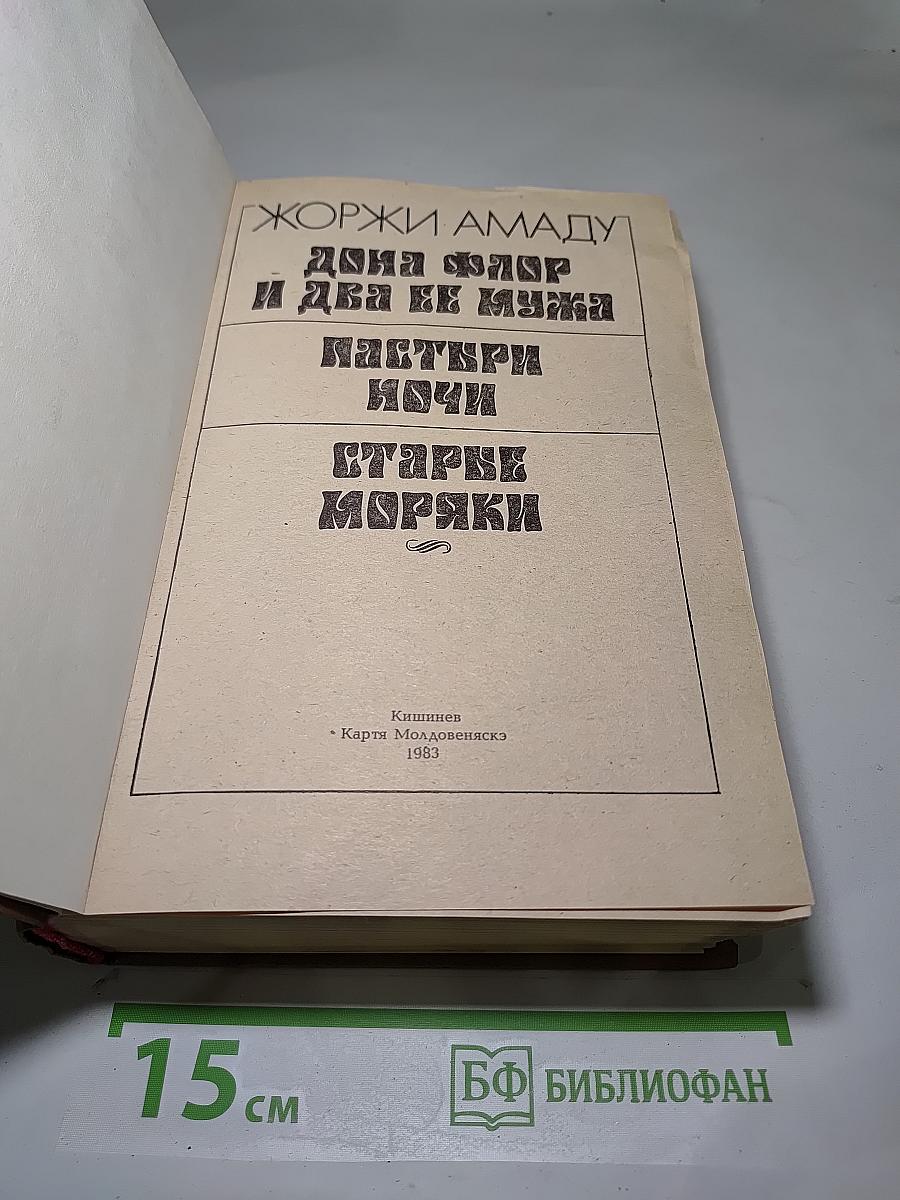 ЖОРЖИ АМАДУ
ДОНА ФЛОР
И ДВА ЕЕ МУЖА
ПАСТЫРИ
НОЧИ
СТАРЫЕ
МОРЯКИ
Кишинев
Картя Молдовеняскэ
1983
15 см
БФ БИБЛИОФАН